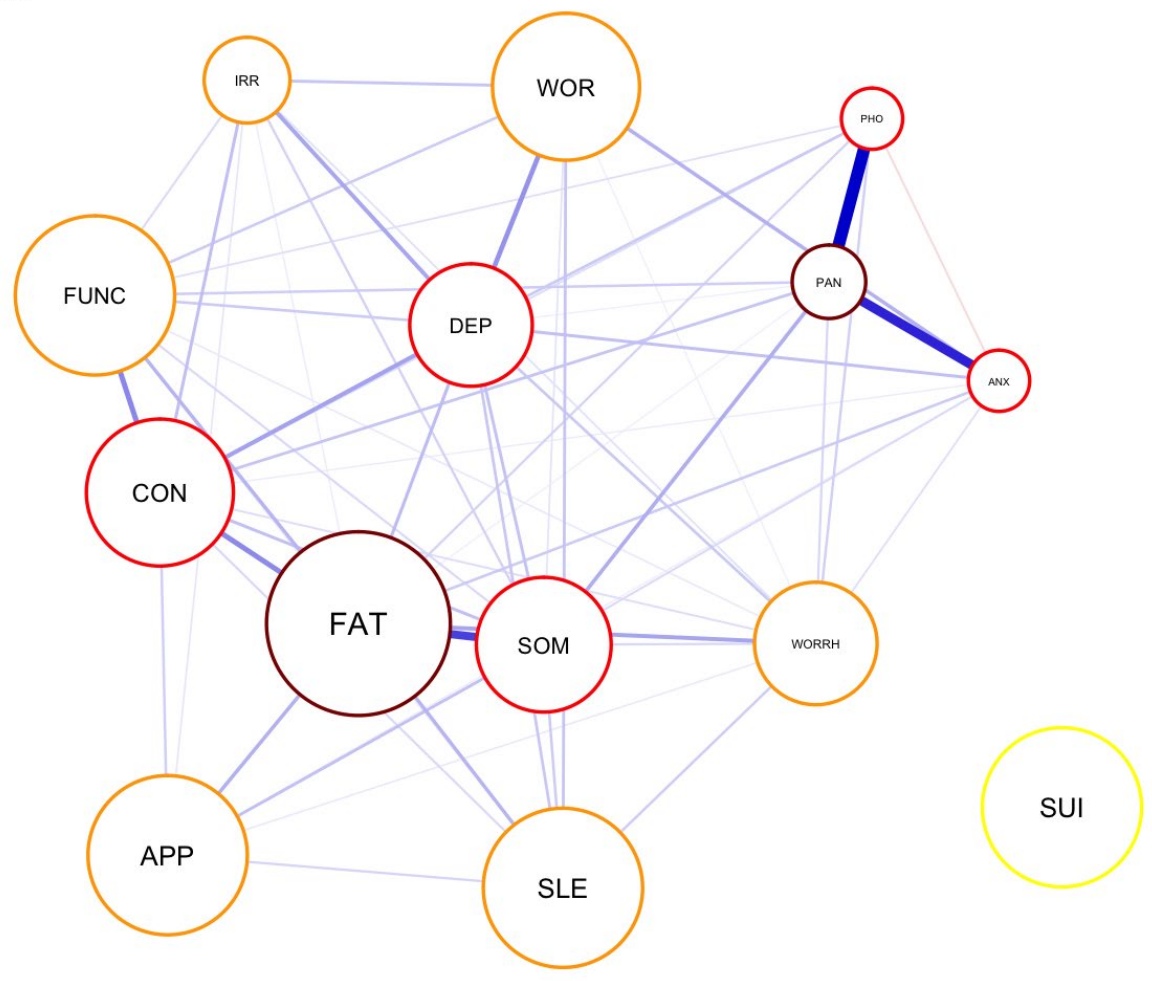 IRR
WOR
PHO
PAN
FUNC
DEP
ANX
CON
FAT
SOM
WORRH
SUI
APP
SLE